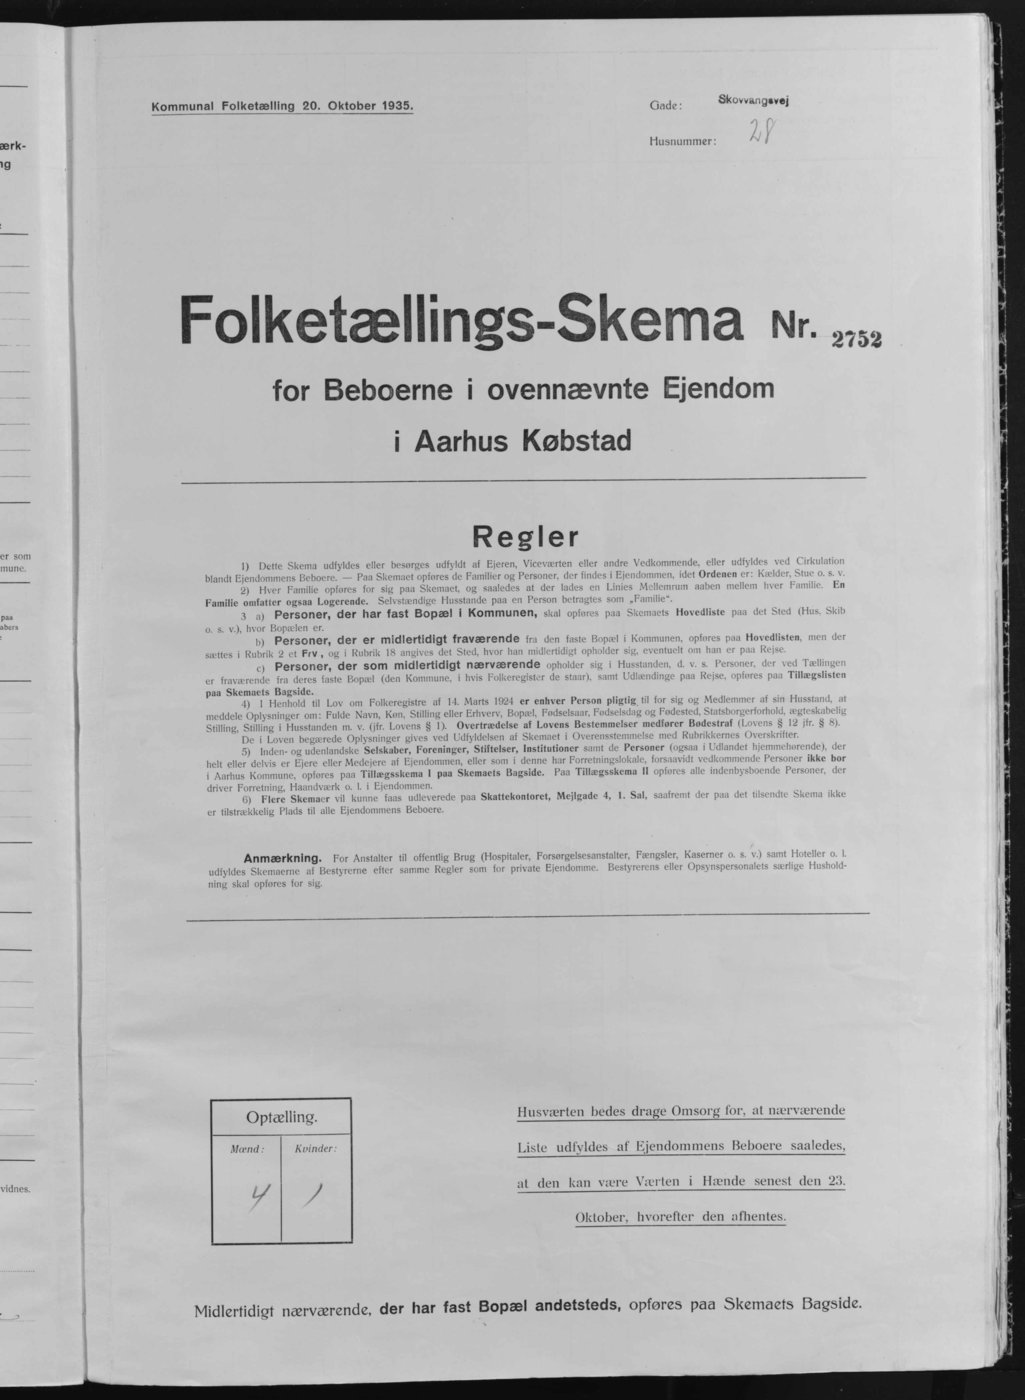 Kommunal Folketælling 20. Oktober 1935.
Gade: Skovvangsvej
Husnummer: 28
Folketællings-Skema Nr. 2752
for Beboerne i ovennævnte Ejendom
i Aarhus Købstad
Regler
1) Dette Skema udfyldes eller besørges udfyldt af Ejeren, Viceværten eller andre Vedkommende, eller udfyldes ved Cirkulation
blandt Ejendommens Beboere. — Paa Skemaet opføres de Familier og Personer, der findes i Ejendommen, idet Ordenen er: Kælder, Stue o. s. v.
2) Hver Familie opføres for sig paa Skemaet, og saaledes at der lades en Linies Mellemrum aaben mellem hver Familie. En
Familie omfatter ogsaa Logerende. Selvstændige Husstande paa en Person betragtes som „Familie“.
3 a) Personer, der har fast Bopæl i Kommunen, skal opføres paa Skemaets Hovedliste paa det Sted (Hus, Skib
o. s. v.), hvor Bopælen er.
b) Personer, der er midlertidigt fraværende fra den faste Bopæl i Kommunen, opføres paa Hovedlisten, men der
sættes i Rubrik 2 et Frv., og i Rubrik 18 angives det Sted, hvor han midlertidigt opholder sig, eventuelt om han er paa Rejse.
c) Personer, der som midlertidigt nærværende opholder sig i Husstanden, d. v. s. Personer, der ved Tællingen
er fraværende fra deres faste Bopæl (den Kommune, i hvis Folkeregister de staar), samt Udlændinge paa Rejse, opføres paa Tillægslisten
paa Skemaets Bagside.
4) I Henhold til Lov om Folkeregistre af 14. Marts 1924 er enhver Person pligtig til for sig og Medlemmer af sin Husstand, at
meddele Oplysninger om: Fulde Navn, Køn, Stilling eller Erhverv, Bopæl, Fødselsaar, Fødselsdag og Fødested, Statsborgerforhold, ægteskabelig
Stilling, Stilling i Husstanden m. v. (jfr. Lovens § 1). Overtrædelse af Lovens Bestemmelser medfører Bødestraf (Lovens § 12 jfr. § 8).
De i Loven begærede Oplysninger gives ved Udfyldelsen af Skemaet i Overensstemmelse med Rubrikkernes Overskrifter.
5) Inden- og udenlandske Selskaber, Foreninger, Stiftelser, Institutioner samt de Personer (ogsaa i Udlandet hjemmehørende), der
helt eller delvis er Ejere eller Medejere af Ejendommen, eller som i denne har Forretningslokale, forsaavidt vedkommende Personer ikke bor
i Aarhus Kommune, opføres paa Tillægsskema I paa Skemaets Bagside. Paa Tillægsskema II opføres alle indenbysboende Personer, der
driver Forretning, Haandværk o. l. i Ejendommen.
6) Flere Skemaer vil kunne faas udleverede paa Skattekontoret, Mejlgade 4, 1. Sal, saafremt der paa det tilsendte Skema ikke
er tilstrækkelig Plads til alle Ejendommens Beboere.
Anmærkning. For Anstalter til offentlig Brug (Hospitaler, Forsørgelsesanstalter, Fængsler, Kaserner o. s. v.) samt Hoteller o. l.
udfyldes Skemaerne af Bestyrerne efter samme Regler som for private Ejendomme. Bestyrerens eller Opsynspersonalets særlige Hushold-
ning skal opføres for sig.
Optælling.
Mænd: Kvinder:
4 1
Husværten bedes drage Omsorg for, at nærværende
Liste udfyldes af Ejendommens Beboere saaledes,
at den kan være Værten i Hænde senest den 23.
Oktober, hvorefter den afhentes.
Midlertidigt nærværende, der har fast Bopæl andetsteds, opføres paa Skemaets Bagside.
ærk-
er som
mune.
paa
vidnes.